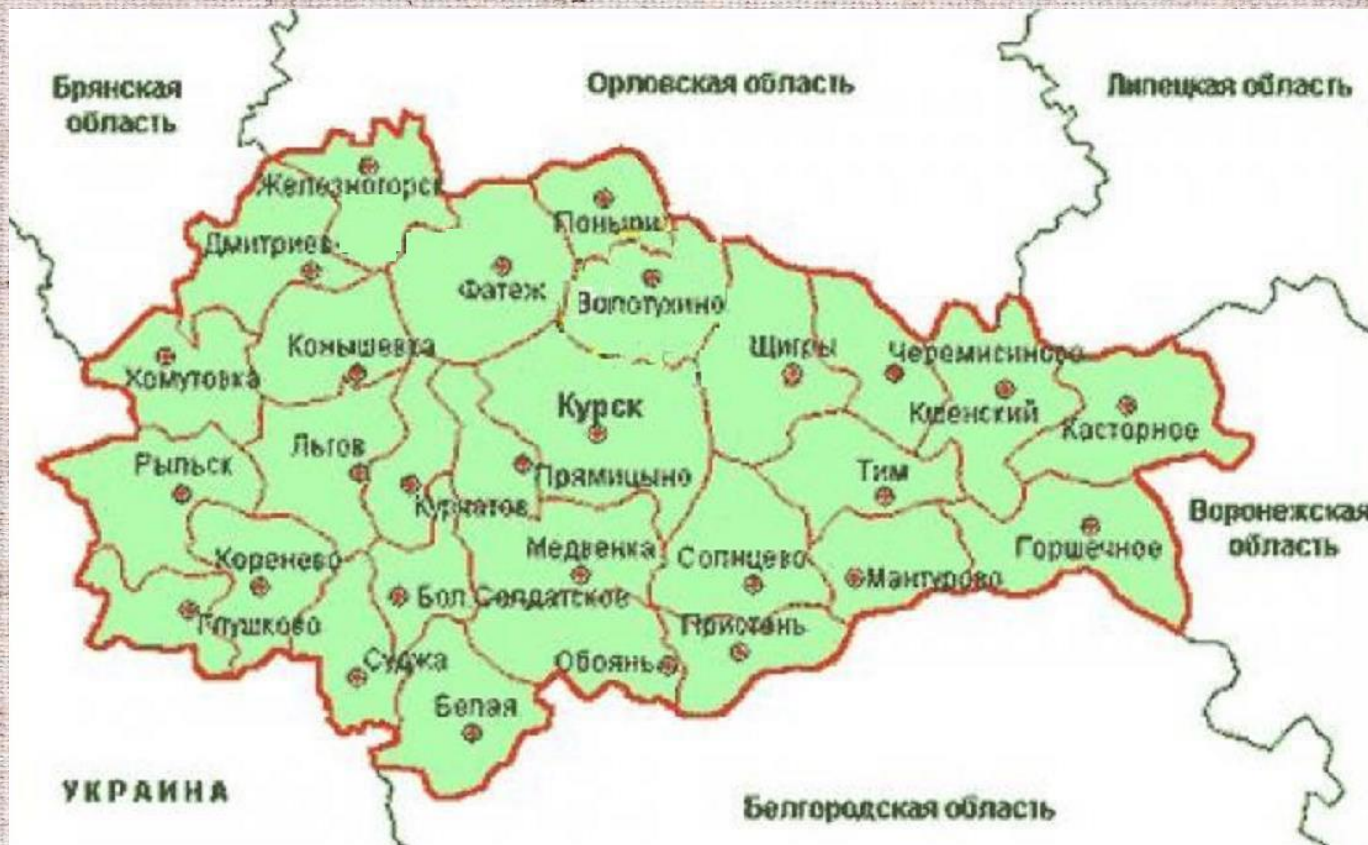 Брянская
область
Орловская область
Липецкая область
Железногорск
Поныри
Дмитриев
Фатеж
Золотухино
Конышевка
Щигры
Черемисиново
Хомутовка
Курск
Кшенский
Касторное
Льгов
Рыльск
Прямицыно
Тим
Курчатов
Воронежская
область
Медвенка
Солнцево
Горшечное
Коренево
Мантурово
Бол Солдатское
Глушково
Пристень
Суджа
Обоянь
Белая
УКРАИНА
Белгородская область